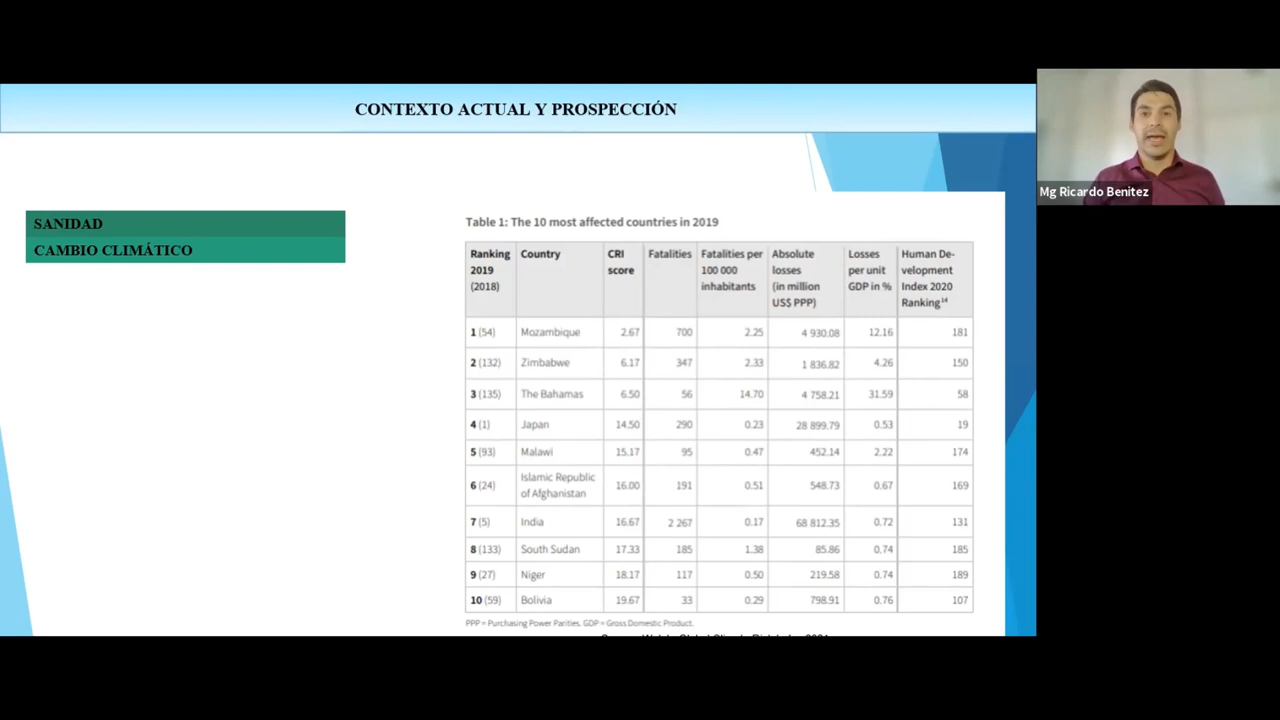 CONTEXTO ACTUAL Y PROSPECCIÓN
Mg Ricardo Benitez
SANIDAD
CAMBIO CLIMÁTICO
Table 1: The 10 most affected countries in 2019
Ranking 2019 (2018) Country CRI score Fatalities Fatalities per 100 000 inhabitants Absolute losses (in million US$ PPP) Losses per unit GDP in % Human De-velopment Index 2020 Ranking14
1 (54) Mozambique 2.67 700 2.25 4 930.08 12.16 181
2 (132) Zimbabwe 6.17 347 2.33 1 836.82 4.26 150
3 (135) The Bahamas 6.50 56 14.70 4 758.21 31.59 58
4 (1) Japan 14.50 290 0.23 28 899.79 0.53 19
5 (93) Malawi 15.17 95 0.47 452.14 2.22 174
6 (24) Islamic Republic of Afghanistan 16.00 191 0.51 548.73 0.67 169
7 (5) India 16.67 2 267 0.17 68 812.35 0.72 131
8 (133) South Sudan 17.33 185 1.38 85.86 0.74 185
9 (27) Niger 18.17 117 0.50 219.58 0.74 189
10 (59) Bolivia 19.67 33 0.29 798.91 0.76 107
PPP = Purchasing Power Parities. GDP = Gross Domestic Product.